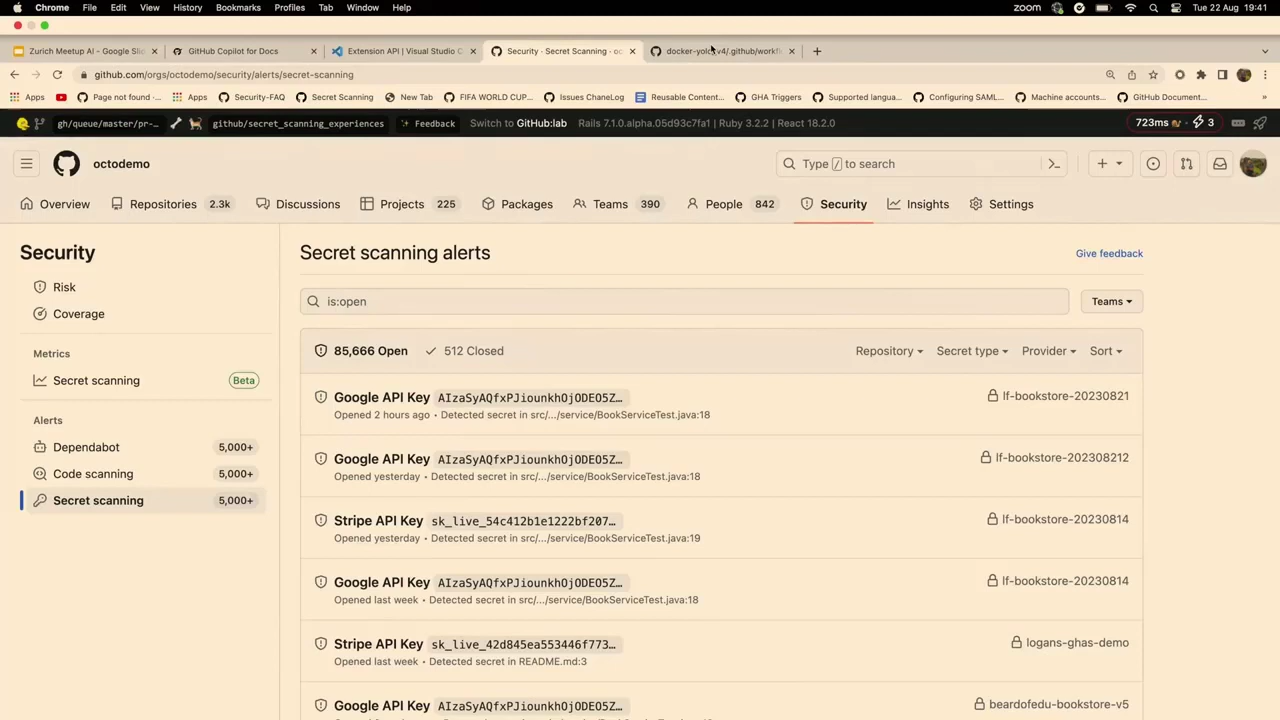 Chrome File Edit View History Bookmarks Profiles Tab Window Help zoom Tue 22 Aug 19:41
Zurich Meetup AI - Google Slid GitHub Copilot for Docs Extension API | Visual Studio C Security · Secret Scanning · oc docker-yolov4/.github/workfl
github.com/orgs/octodemo/security/alerts/secret-scanning
Apps Page not found ·... Apps Security-FAQ Secret Scanning New Tab FIFA WORLD CUP... Issues ChaneLog Reusable Content... GHA Triggers Supported langua... Configuring SAML... Machine accounts... GitHub Document... »
gh/queue/master/pr-… github/secret_scanning_experiences Feedback Switch to GitHub:lab Rails 7.1.0.alpha.05d93c7fa1 | Ruby 3.2.2 | React 18.2.0 723ms 3
octodemo Type / to search
Overview Repositories 2.3k Discussions Projects 225 Packages Teams 390 People 842 Security Insights Settings
Security
Risk
Coverage
Metrics
Secret scanning Beta
Alerts
Dependabot 5,000+
Code scanning 5,000+
Secret scanning 5,000+
Secret scanning alerts Give feedback
is:open Teams
85,666 Open 512 Closed Repository Secret type Provider Sort
Google API Key AIzaSyAQfxPJiounkhOjODEO5Z… lf-bookstore-20230821
Opened 2 hours ago • Detected secret in src/.../service/BookServiceTest.java:18
Google API Key AIzaSyAQfxPJiounkhOjODEO5Z… lf-bookstore-202308212
Opened yesterday • Detected secret in src/.../service/BookServiceTest.java:18
Stripe API Key sk_live_54c412b1e1222bf207… lf-bookstore-20230814
Opened yesterday • Detected secret in src/.../service/BookServiceTest.java:19
Google API Key AIzaSyAQfxPJiounkhOjODEO5Z… lf-bookstore-20230814
Opened last week • Detected secret in src/.../service/BookServiceTest.java:18
Stripe API Key sk_live_42d845ea553446f773… logans-ghas-demo
Opened last week • Detected secret in README.md:3
Google API Key AIzaSyAQfxPJiounkhOjODEO5Z… beardofedu-bookstore-v5